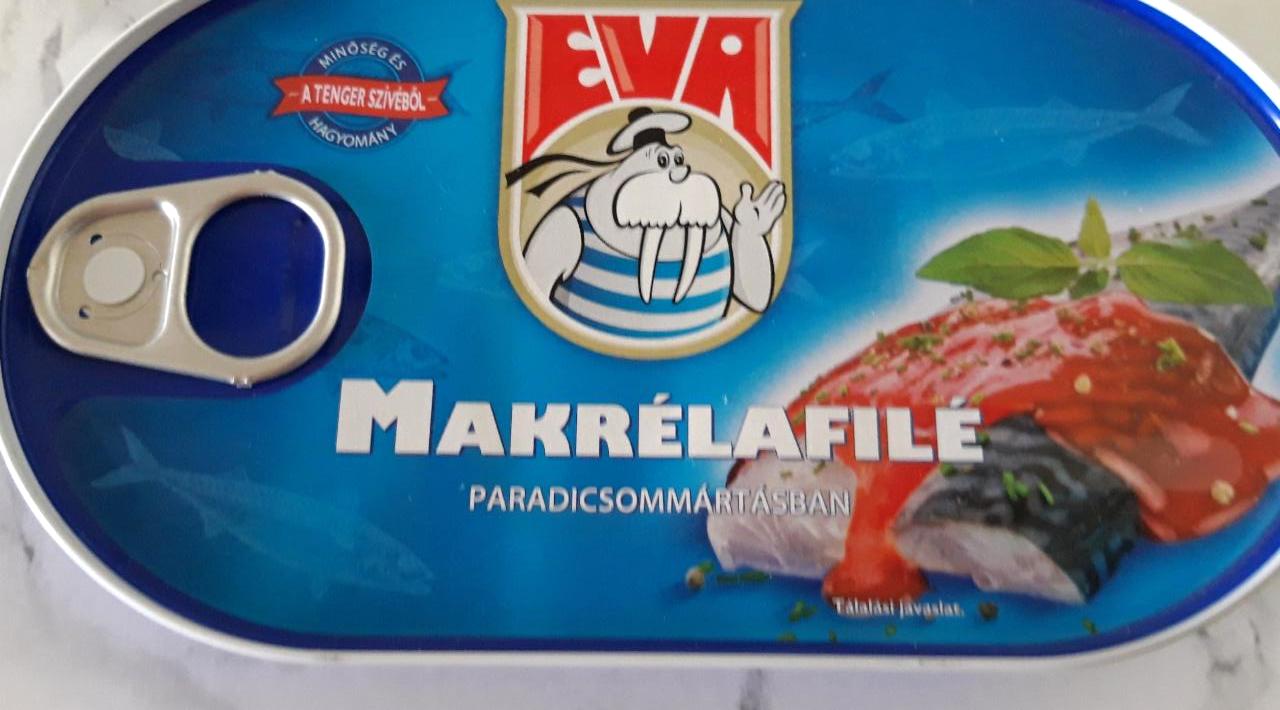 EVA
MINŐSÉG ÉS
A TENGER SZÍVÉBŐL
HAGYOMÁNY
MAKRÉLAFILÉ
PARADICSOMMÁRTÁSBAN
Tálalási javaslat.